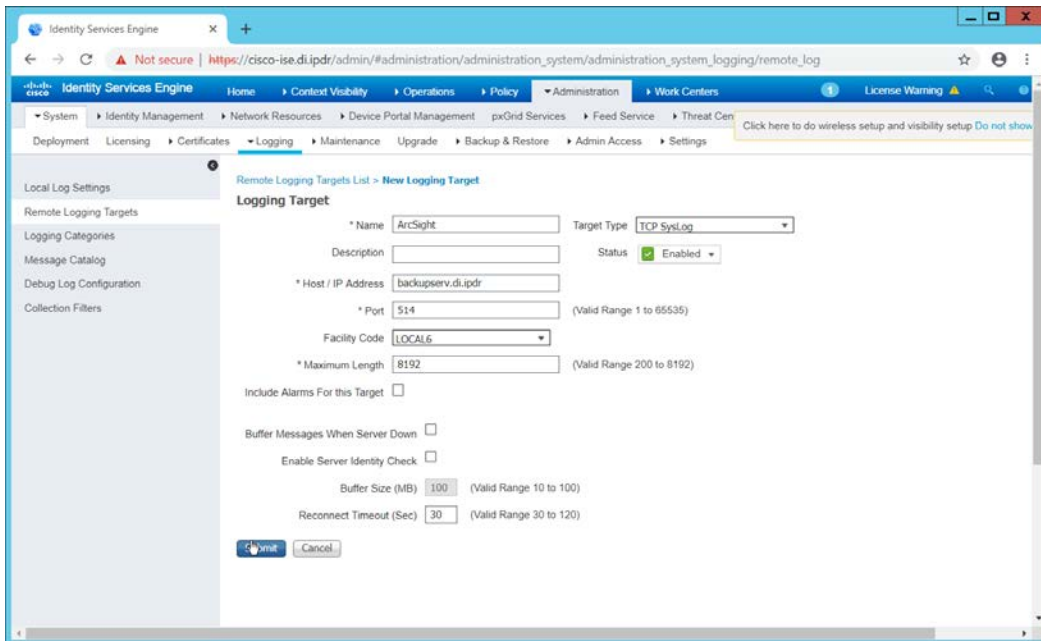 Identity Services Engine
Not secure | https://cisco-ise.di.ipdr/admin/#administration/administration_system/administration_system_logging/remote_log
cisco Identity Services Engine Home Context Visibility Operations Policy Administration Work Centers 1 License Warning
System Identity Management Network Resources Device Portal Management pxGrid Services Feed Service Threat Cen
Click here to do wireless setup and visibility setup Do not show
Deployment Licensing Certificates Logging Maintenance Upgrade Backup & Restore Admin Access Settings
Local Log Settings
Remote Logging Targets
Logging Categories
Message Catalog
Debug Log Configuration
Collection Filters
Remote Logging Targets List > New Logging Target
Logging Target
* Name ArcSight Target Type TCP SysLog
Description Status Enabled
* Host / IP Address backupserv.di.ipdr
* Port 514 (Valid Range 1 to 65535)
Facility Code LOCAL6
* Maximum Length 8192 (Valid Range 200 to 8192)
Include Alarms For this Target
Buffer Messages When Server Down
Enable Server Identity Check
Buffer Size (MB) 100 (Valid Range 10 to 100)
Reconnect Timeout (Sec) 30 (Valid Range 30 to 120)
Submit Cancel